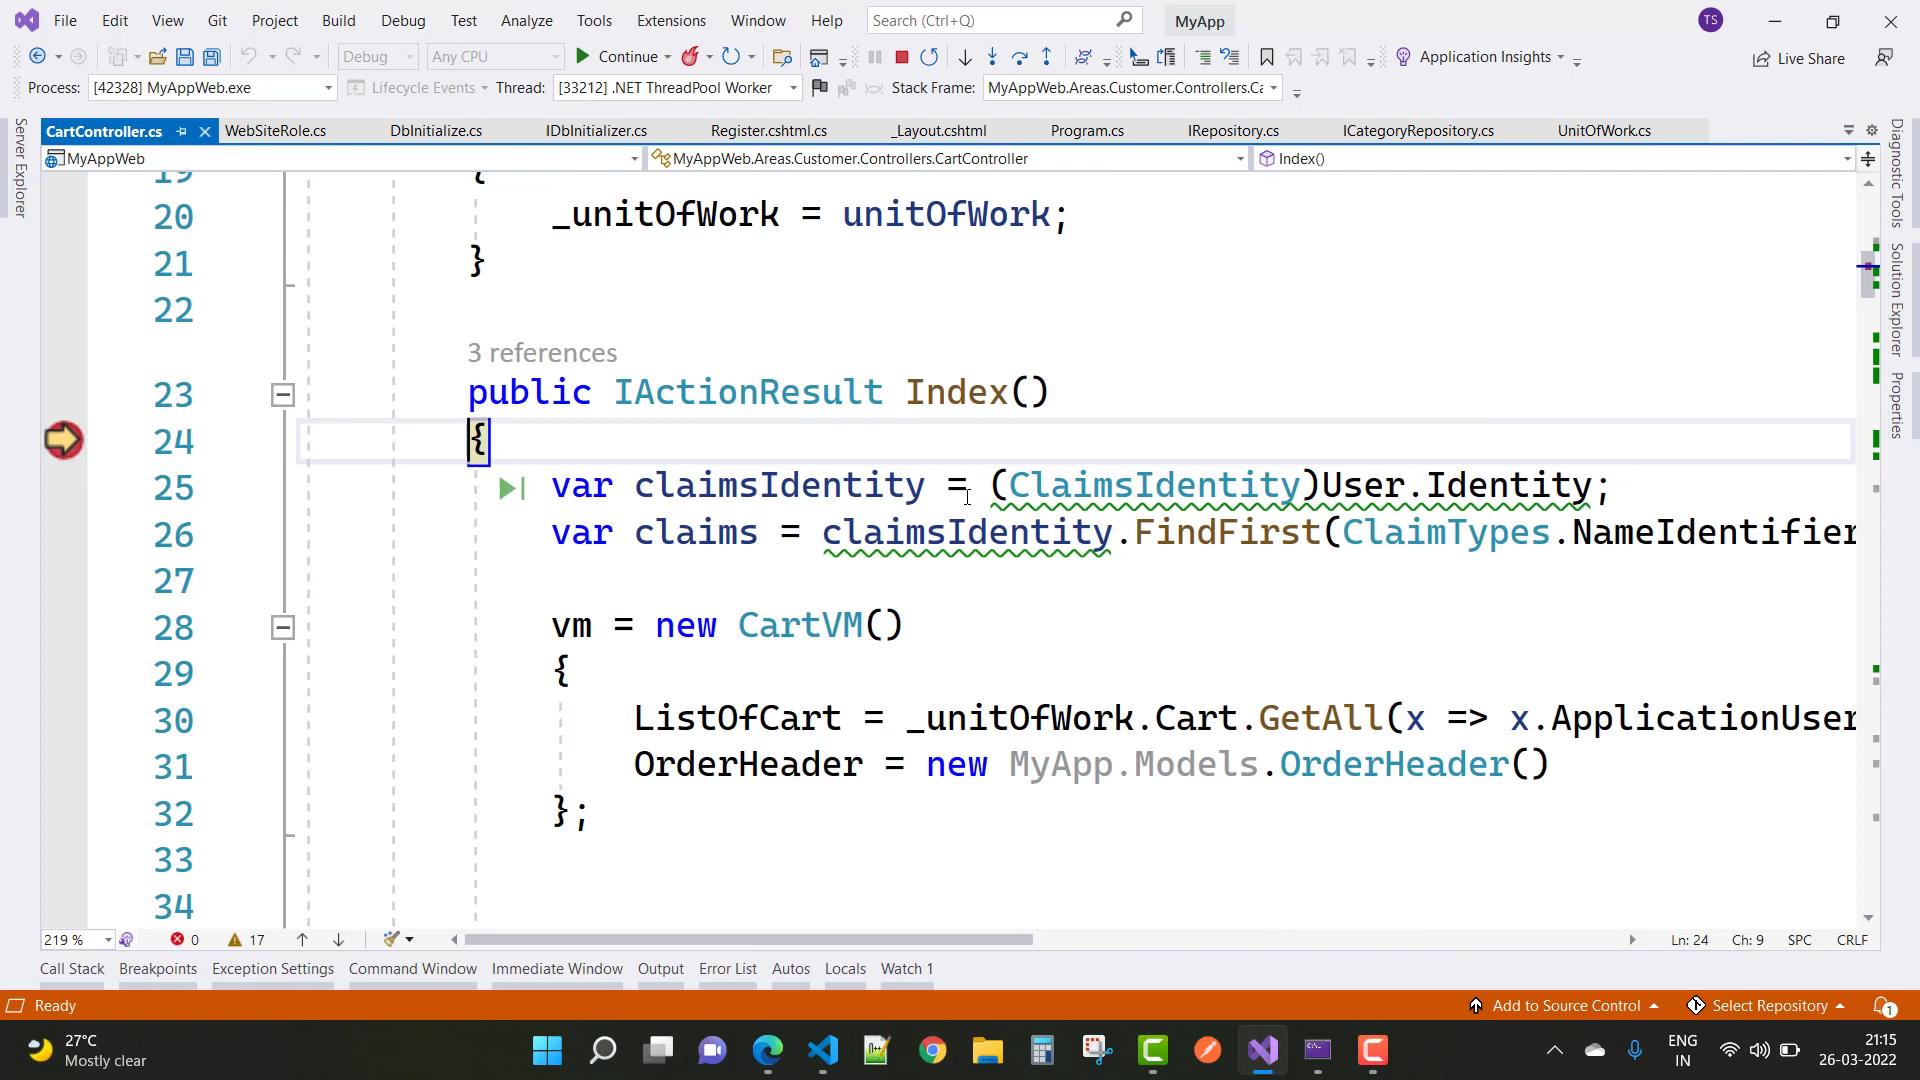 File Edit View Git Project Build Debug Test Analyze Tools Extensions Window Help Search (Ctrl+Q) MyApp TS
Debug Any CPU Continue Application Insights Live Share
Process: [42328] MyAppWeb.exe Lifecycle Events Thread: [33212] .NET ThreadPool Worker Stack Frame: MyAppWeb.Areas.Customer.Controllers.Ca
CartController.cs WebSiteRole.cs DbInitialize.cs IDbInitializer.cs Register.cshtml.cs _Layout.cshtml Program.cs IRepository.cs ICategoryRepository.cs UnitOfWork.cs
MyAppWeb MyAppWeb.Areas.Customer.Controllers.CartController Index()
Server Explorer
Diagnostic Tools
Solution Explorer
Properties
19 {
20 _unitOfWork = unitOfWork;
21 }
22
3 references
23 public IActionResult Index()
24 {
25 var claimsIdentity = (ClaimsIdentity)User.Identity;
26 var claims = claimsIdentity.FindFirst(ClaimTypes.NameIdentifier
27
28 vm = new CartVM()
29 {
30 ListOfCart = _unitOfWork.Cart.GetAll(x => x.ApplicationUser
31 OrderHeader = new MyApp.Models.OrderHeader()
32 };
33
34
219 % 0 17 Ln: 24 Ch: 9 SPC CRLF
Call Stack Breakpoints Exception Settings Command Window Immediate Window Output Error List Autos Locals Watch 1
Ready Add to Source Control Select Repository 1
27°C
Mostly clear
ENG
IN
21:15
26-03-2022